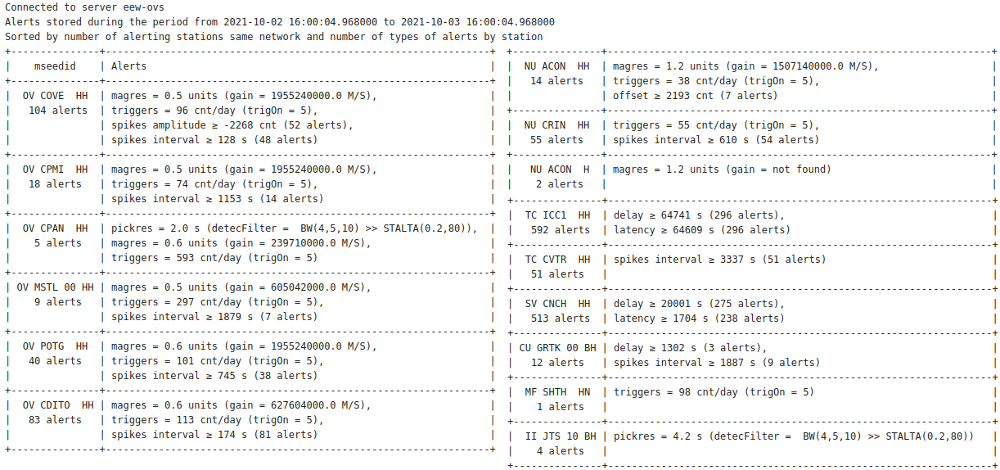 Connected to server eew-ovs
Alerts stored during the period from 2021-10-02 16:00:04.968000 to 2021-10-03 16:00:04.968000
Sorted by number of alerting stations same network and number of types of alerts by station
mseedid | Alerts
OV COVE HH | magres = 0.5 units (gain = 1955240000.0 M/S),
104 alerts | triggers = 96 cnt/day (trigOn = 5),
spikes amplitude ≥ -2268 cnt (52 alerts),
spikes interval ≥ 128 s (48 alerts)
OV CPMI HH | magres = 0.5 units (gain = 1955240000.0 M/S),
18 alerts | triggers = 74 cnt/day (trigOn = 5),
spikes interval ≥ 1153 s (14 alerts)
OV CPAN HH | pickres = 2.0 s (detecFilter = BW(4,5,10) >> STALTA(0.2,80)),
5 alerts | magres = 0.6 units (gain = 239710000.0 M/S),
triggers = 593 cnt/day (trigOn = 5)
OV MSTL 00 HH | magres = 0.5 units (gain = 605042000.0 M/S),
9 alerts | triggers = 297 cnt/day (trigOn = 5),
spikes interval ≥ 1879 s (7 alerts)
OV POTG HH | magres = 0.6 units (gain = 1955240000.0 M/S),
40 alerts | triggers = 101 cnt/day (trigOn = 5),
spikes interval ≥ 745 s (38 alerts)
OV CDITO HH | magres = 0.6 units (gain = 627604000.0 M/S),
83 alerts | triggers = 113 cnt/day (trigOn = 5),
spikes interval ≥ 174 s (81 alerts)
NU ACON HH | magres = 1.2 units (gain = 1507140000.0 M/S),
14 alerts | triggers = 38 cnt/day (trigOn = 5),
offset ≥ 2193 cnt (7 alerts)
NU CRIN HH | triggers = 55 cnt/day (trigOn = 5),
55 alerts | spikes interval ≥ 610 s (54 alerts)
NU ACON H | magres = 1.2 units (gain = not found)
2 alerts
TC ICC1 HH | delay ≥ 64741 s (296 alerts),
592 alerts | latency ≥ 64609 s (296 alerts)
TC CVTR HH | spikes interval ≥ 3337 s (51 alerts)
51 alerts
SV CNCH HH | delay ≥ 20001 s (275 alerts),
513 alerts | latency ≥ 1704 s (238 alerts)
CU GRTK 00 BH | delay ≥ 1302 s (3 alerts),
12 alerts | spikes interval ≥ 1887 s (9 alerts)
MF SHTH HN | triggers = 98 cnt/day (trigOn = 5)
1 alerts
II JTS 10 BH | pickres = 4.2 s (detecFilter = BW(4,5,10) >> STALTA(0.2,80))
4 alerts